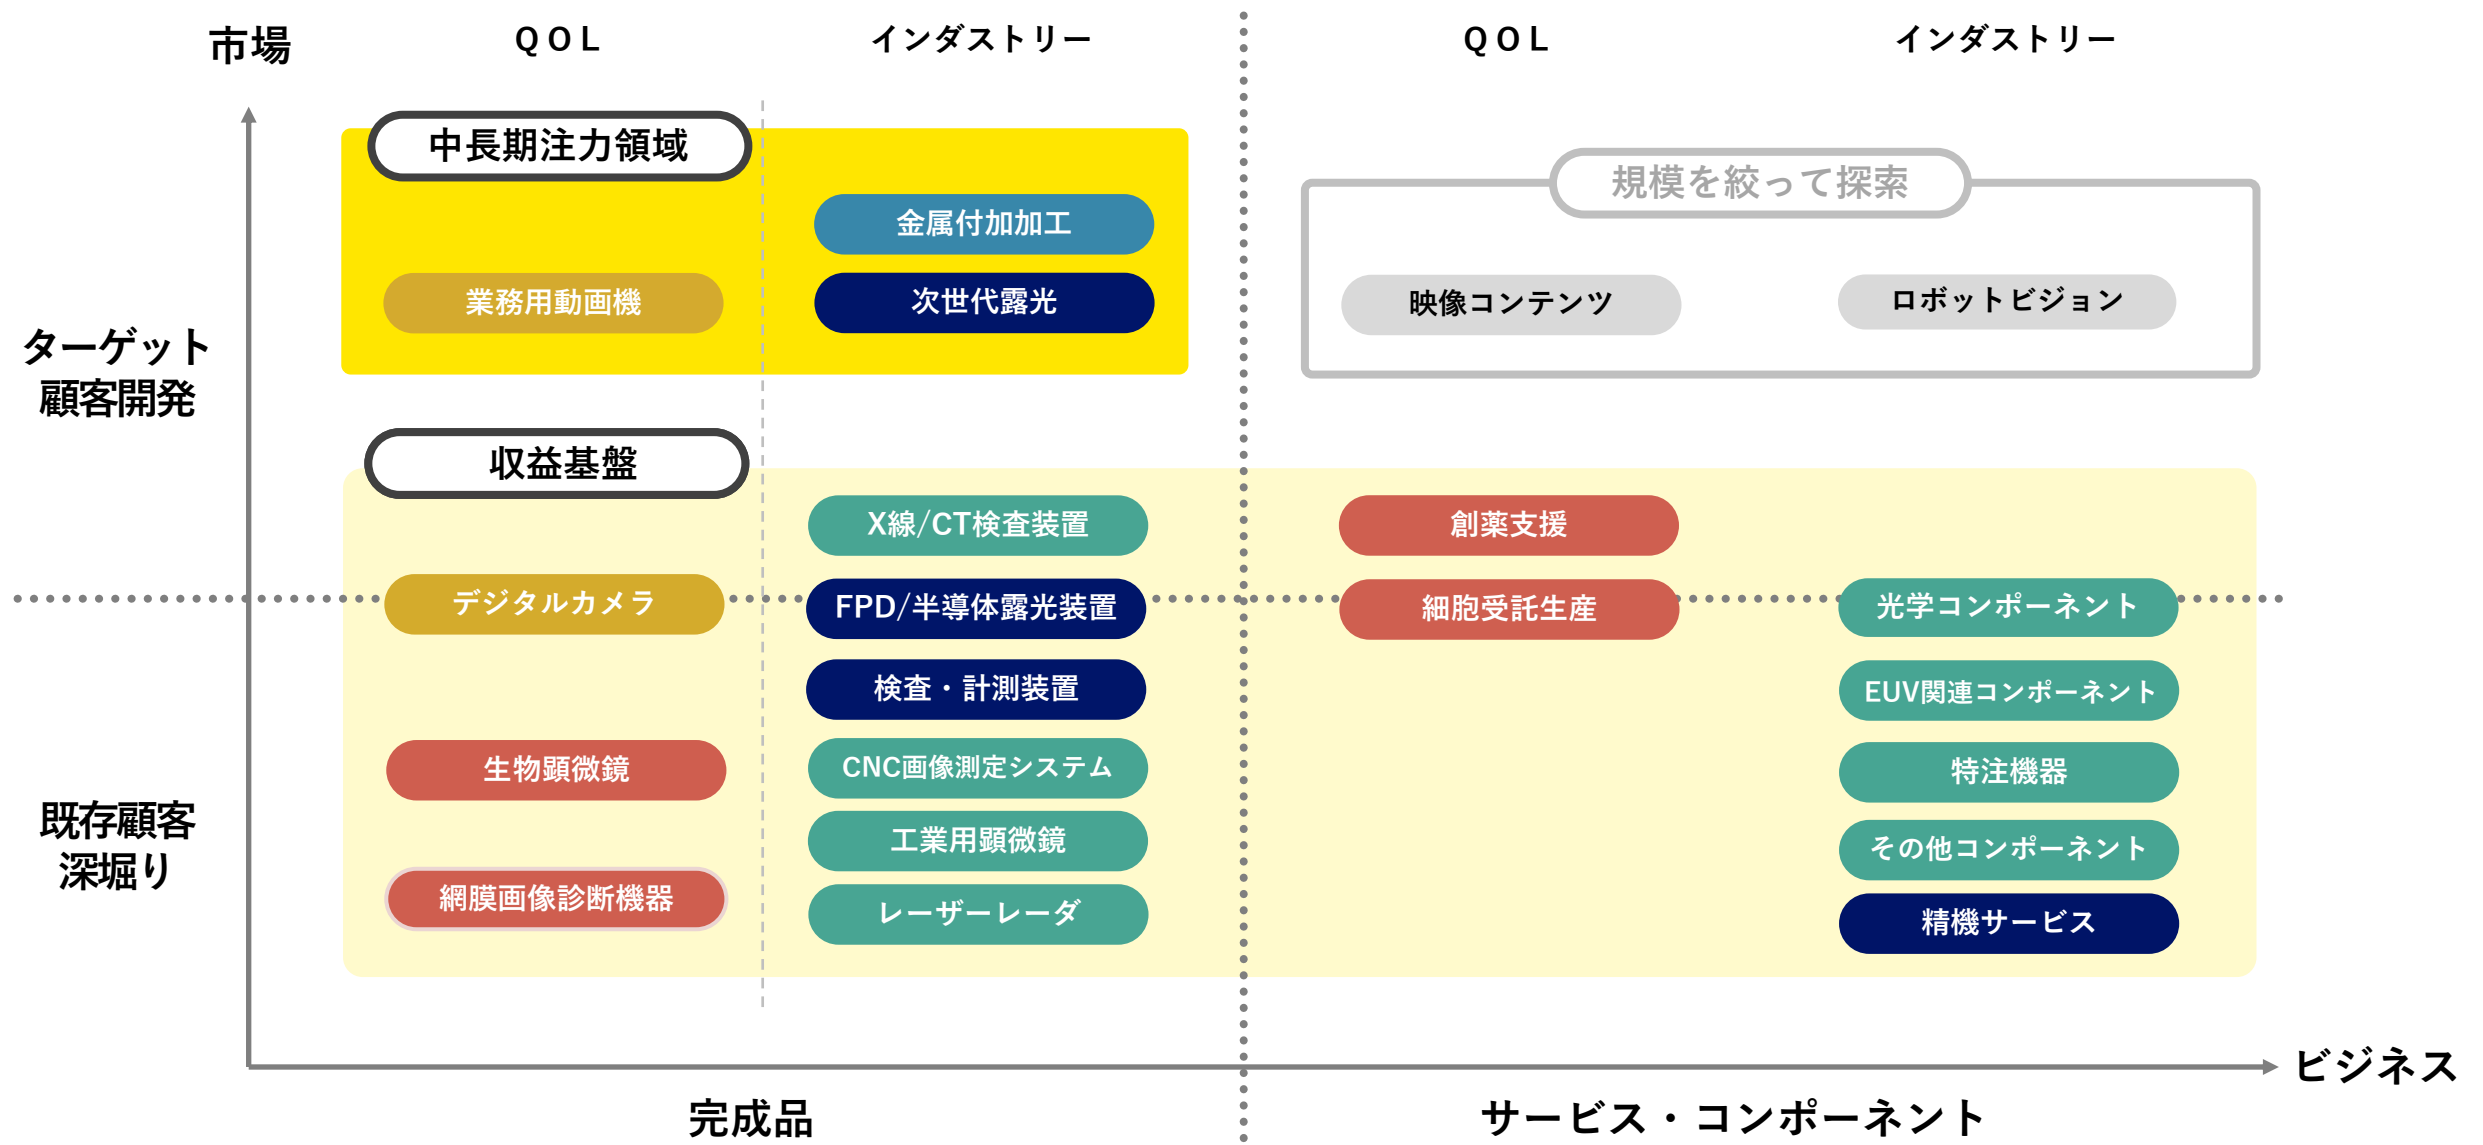 市場
ＱＯＬ
インダストリー
ＱＯＬ
インダストリー
中長期注力領域
金属付加加工
業務用動画機
次世代露光
規模を絞って探索
映像コンテンツ
ロボットビジョン
ターゲット
顧客開発
収益基盤
X線/CT検査装置
創薬支援
デジタルカメラ
FPD/半導体露光装置
細胞受託生産
光学コンポーネント
検査・計測装置
EUV関連コンポーネント
生物顕微鏡
CNC画像測定システム
特注機器
既存顧客
深堀り
工業用顕微鏡
その他コンポーネント
網膜画像診断機器
レーザーレーダ
精機サービス
ビジネス
完成品
サービス・コンポーネント